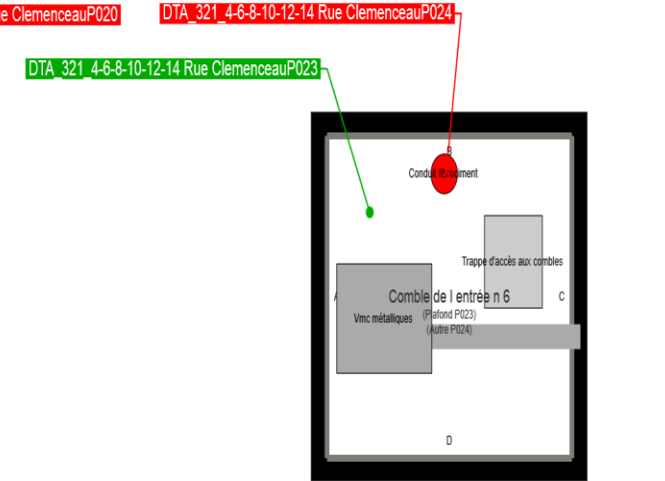 e ClemenceauP020
DTA_321_4-6-8-10-12-14 Rue ClemenceauP024
DTA_321_4-6-8-10-12-14 Rue ClemenceauP023
B
Conduit fibrociment
Trappe d'accès aux combles
A
Comble de l entrée n 6
C
(Plafond P023)
Vmc métalliques
(Autre P024)
D